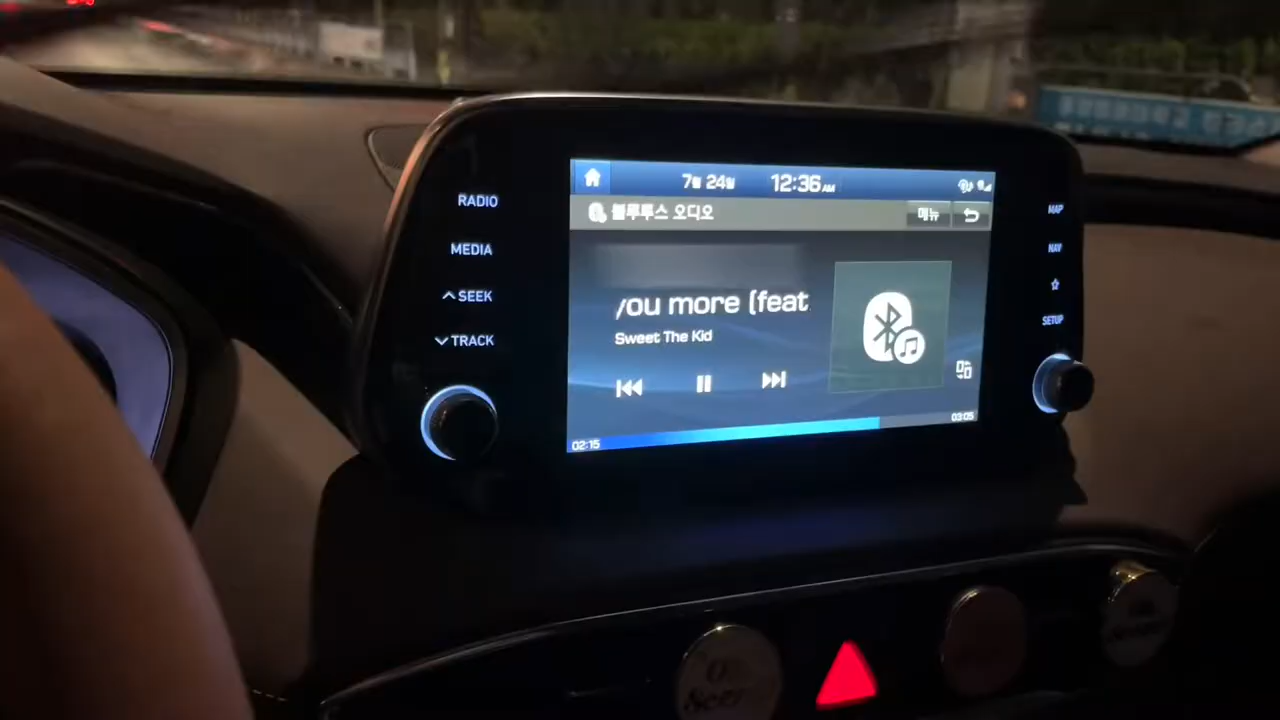 7월 24일 12:36 AM
블루투스 오디오
메뉴
RADIO
MEDIA
SEEK
TRACK
you more (feat
Sweet The Kid
02:15
03:05
MAP
NAV
SETUP